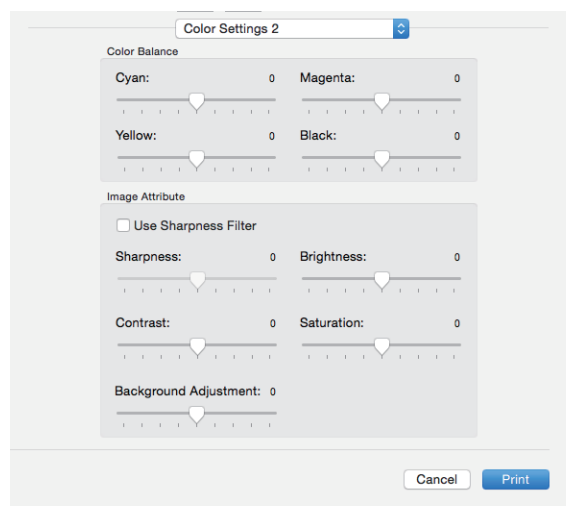 Color Settings 2
Color Balance
Cyan: 0 Magenta: 0
Yellow: 0 Black: 0
Image Attribute
Use Sharpness Filter
Sharpness: 0 Brightness: 0
Contrast: 0 Saturation: 0
Background Adjustment: 0
Cancel Print